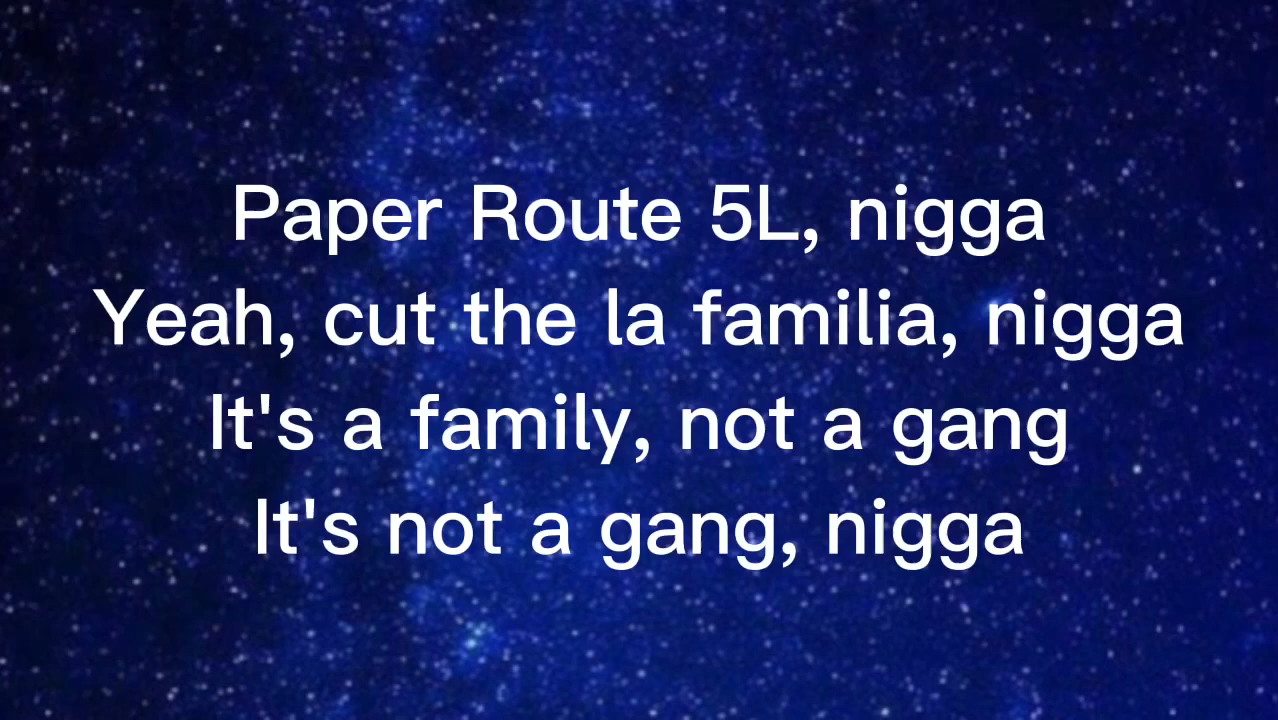 Paper Route 5L, nigga
Yeah, cut the la familia, nigga
It's a family, not a gang
It's not a gang, nigga